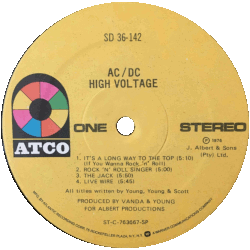 SD 36-142
AC/DC
HIGH VOLTAGE
ATCO
ONE
STEREO
℗ 1976
J. Albert & Sons
(Pty) Ltd.
1. IT'S A LONG WAY TO THE TOP (5:10)
(If You Wanna Rock 'n' Roll)
2. ROCK 'N' ROLL SINGER (5:00)
3. THE JACK (5:50)
4. LIVE WIRE (5:45)
All titles written by Young, Young & Scott
PRODUCED BY VANDA & YOUNG
FOR ALBERT PRODUCTIONS
ST-C-763667-SP